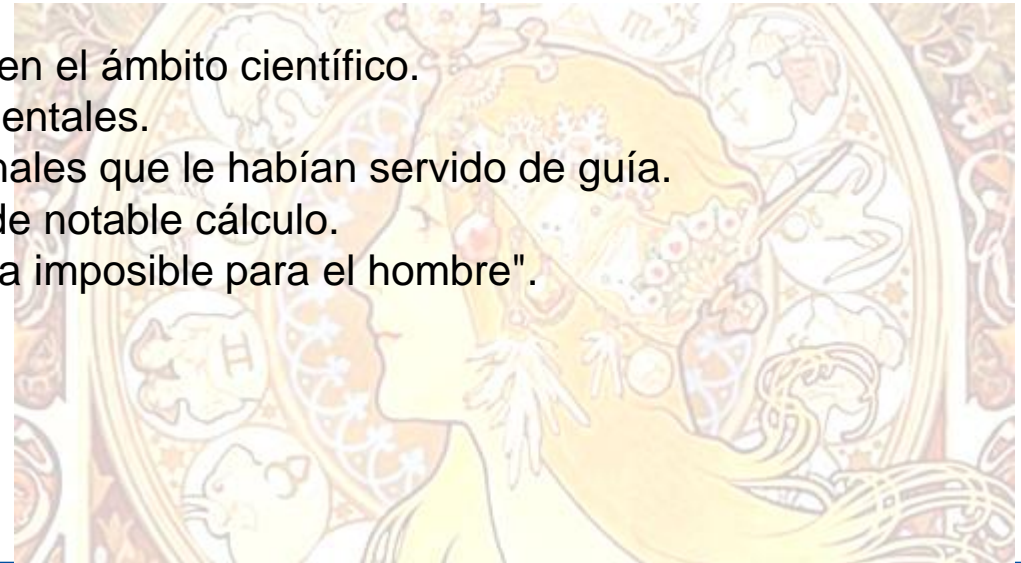 en el ámbito científico.
entales.
nales que le habían servido de guía.
de notable cálculo.
a imposible para el hombre".